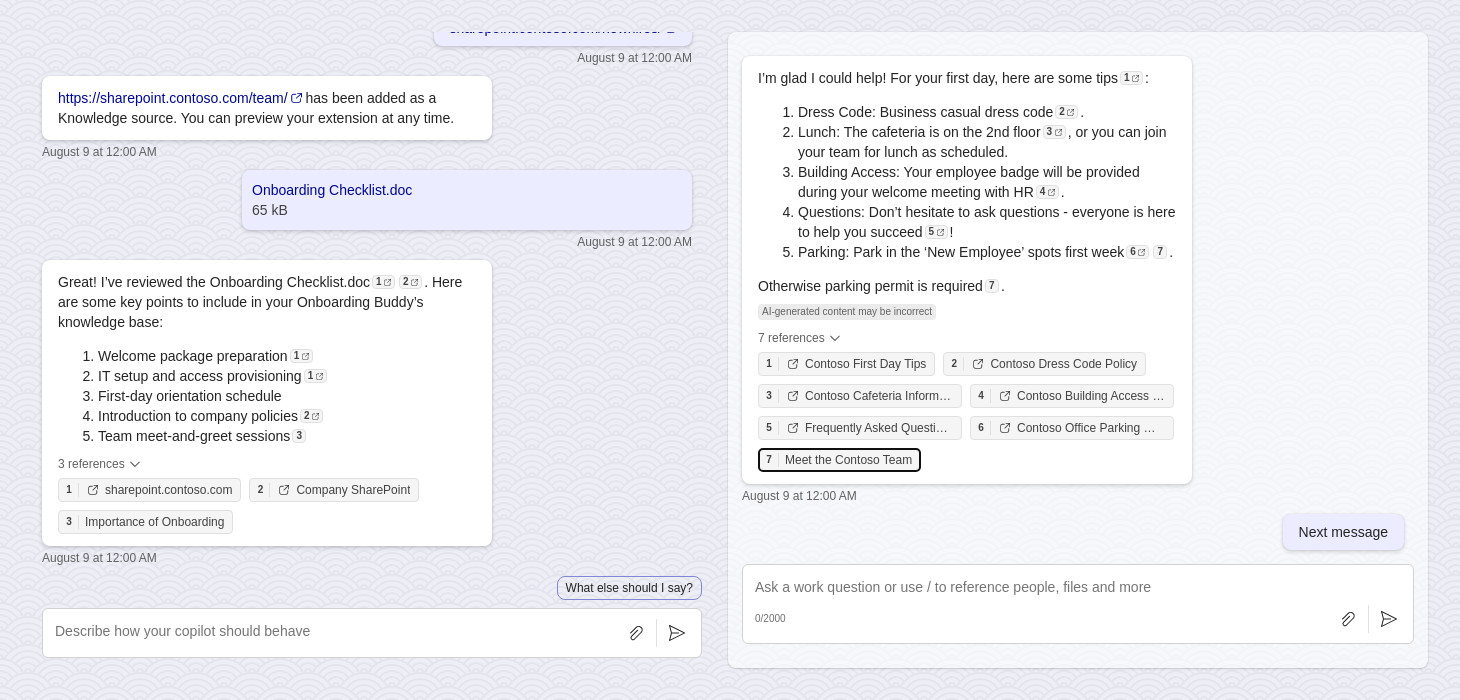 August 9 at 12:00 AM
https://sharepoint.contoso.com/team/ has been added as a
Knowledge source. You can preview your extension at any time.
August 9 at 12:00 AM
Onboarding Checklist.doc
65 kB
August 9 at 12:00 AM
Great! I've reviewed the Onboarding Checklist.doc 1 2 . Here
are some key points to include in your Onboarding Buddy's
knowledge base:
1. Welcome package preparation 1
2. IT setup and access provisioning 1
3. First-day orientation schedule
4. Introduction to company policies 2
5. Team meet-and-greet sessions 3
3 references
1 sharepoint.contoso.com 2 Company SharePoint
3 Importance of Onboarding
August 9 at 12:00 AM
What else should I say?
Describe how your copilot should behave
I'm glad I could help! For your first day, here are some tips 1 :
1. Dress Code: Business casual dress code 2 .
2. Lunch: The cafeteria is on the 2nd floor 3 , or you can join
your team for lunch as scheduled.
3. Building Access: Your employee badge will be provided
during your welcome meeting with HR 4 .
4. Questions: Don't hesitate to ask questions - everyone is here
to help you succeed 5 !
5. Parking: Park in the ‘New Employee’ spots first week 6 7 .
Otherwise parking permit is required 7 .
AI-generated content may be incorrect
7 references
1 Contoso First Day Tips 2 Contoso Dress Code Policy
3 Contoso Cafeteria Inform… 4 Contoso Building Access …
5 Frequently Asked Questi… 6 Contoso Office Parking …
7 Meet the Contoso Team
August 9 at 12:00 AM
Next message
Ask a work question or use / to reference people, files and more
0/2000